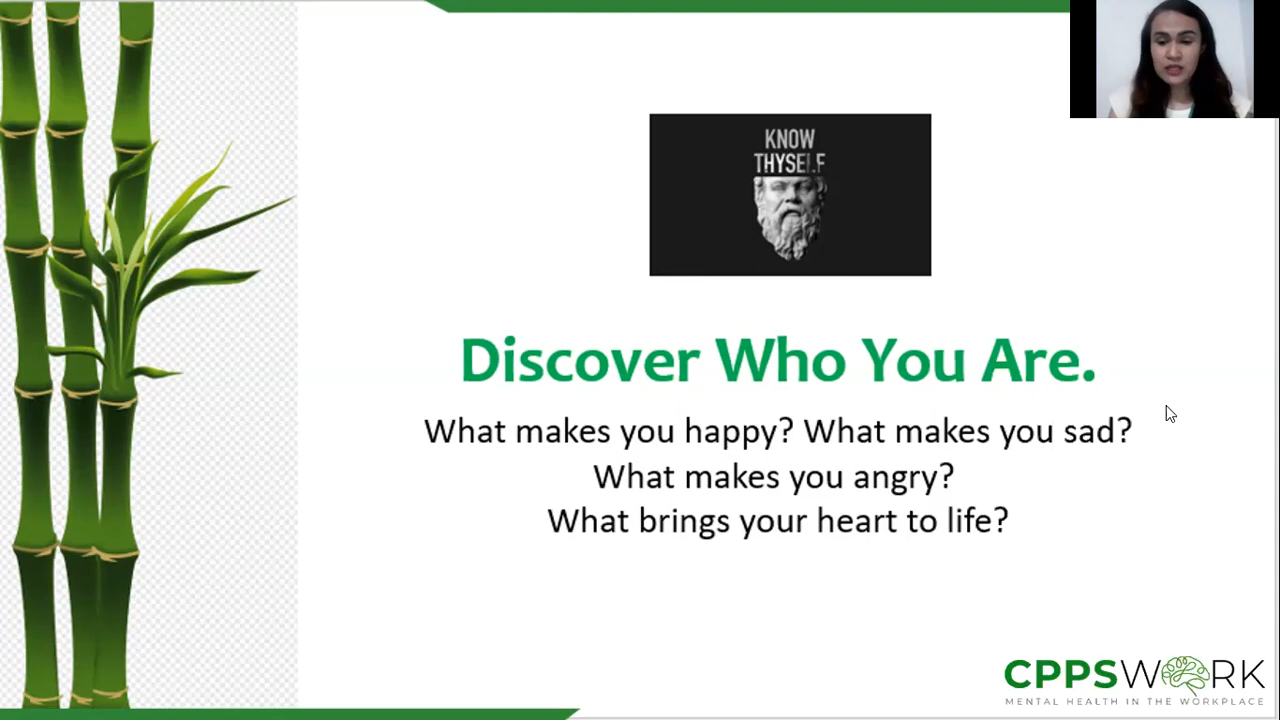 KNOW
THYSELF
Discover Who You Are.
What makes you happy? What makes you sad?
What makes you angry?
What brings your heart to life?
CPPSWORK
MENTAL HEALTH IN THE WORKPLACE